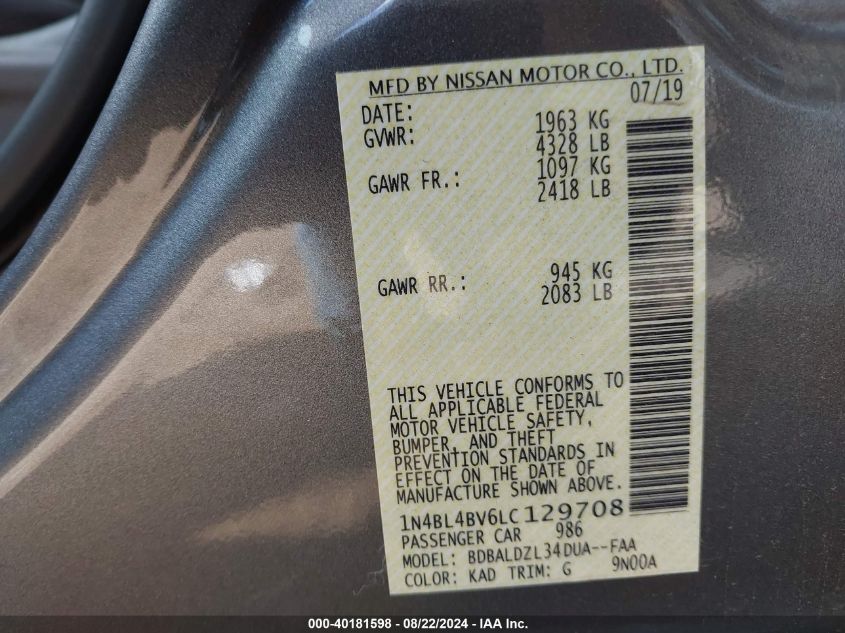 MFD BY NISSAN MOTOR CO., LTD.
DATE: 07/19
GVWR: 1963 KG
4328 LB
GAWR FR.: 1097 KG
2418 LB
GAWR RR.: 945 KG
2083 LB
THIS VEHICLE CONFORMS TO
ALL APPLICABLE FEDERAL
MOTOR VEHICLE SAFETY,
BUMPER, AND THEFT
PREVENTION STANDARDS IN
EFFECT ON THE DATE OF
MANUFACTURE SHOWN ABOVE.
1N4BL4BV6LC129708
PASSENGER CAR 986
MODEL: BDBALDZL34DUA--FAA
COLOR: KAD TRIM: G 9N00A
000-40181598 - 08/22/2024 - IAA Inc.